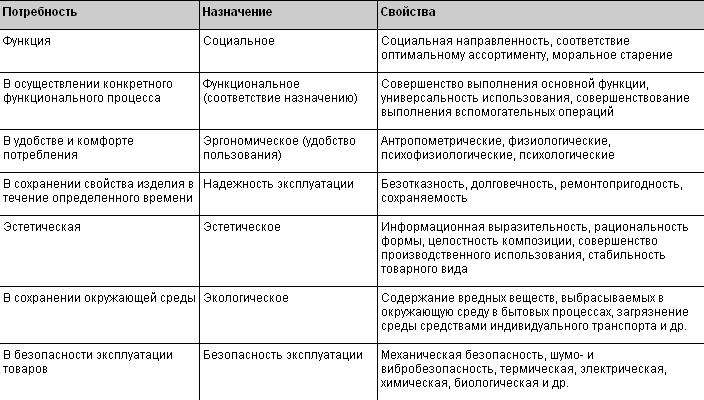 Потребность Назначение Свойства
Функция Социальное Социальная направленность, соответствие
оптимальному ассортименту, моральное старение
В осуществлении конкретного
функционального процесса
Функциональное
(соответствие назначению)
Совершенство выполнения основной функции,
универсальность использования, совершенствование
выполнения вспомогательных операций
В удобстве и комфорте
потребления
Эргономическое (удобство
пользования)
Антропометрические, физиологические,
психофизиологические, психологические
В сохранении свойства изделия в
течение определенного времени
Надежность эксплуатации
Безотказность, долговечность, ремонтопригодность,
сохраняемость
Эстетическая
Эстетическое
Информационная выразительность, рациональность
формы, целостность композиции, совершенство
производственного использования, стабильность
товарного вида
В сохранении окружающей среды
Экологическое
Содержание вредных веществ, выбрасываемых в
окружающую среду в бытовых процессах, загрязнение
среды средствами индивидуального транспорта и др.
В безопасности эксплуатации
товаров
Безопасность эксплуатации
Механическая безопасность, шумо- и
вибробезопасность, термическая, электрическая,
химическая, биологическая и др.